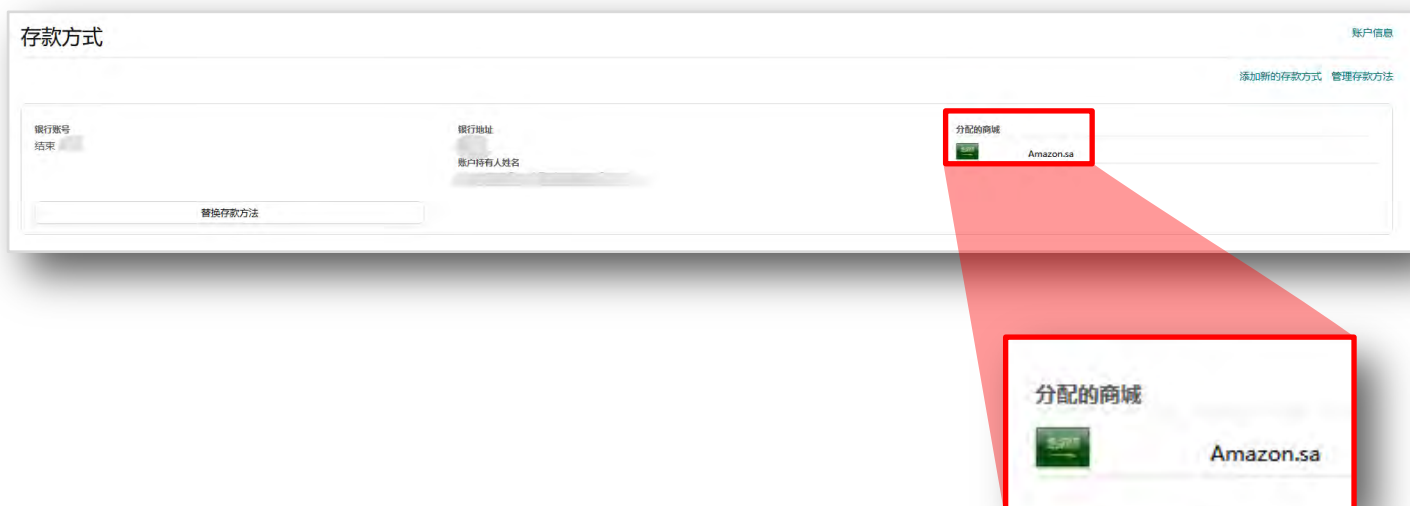 存款方式
账户信息
添加新的存款方式 管理存款方法
银行账号
结束
银行地址
账户持有人姓名
分配的商城
Amazon.sa
替换存款方法
分配的商城
Amazon.sa